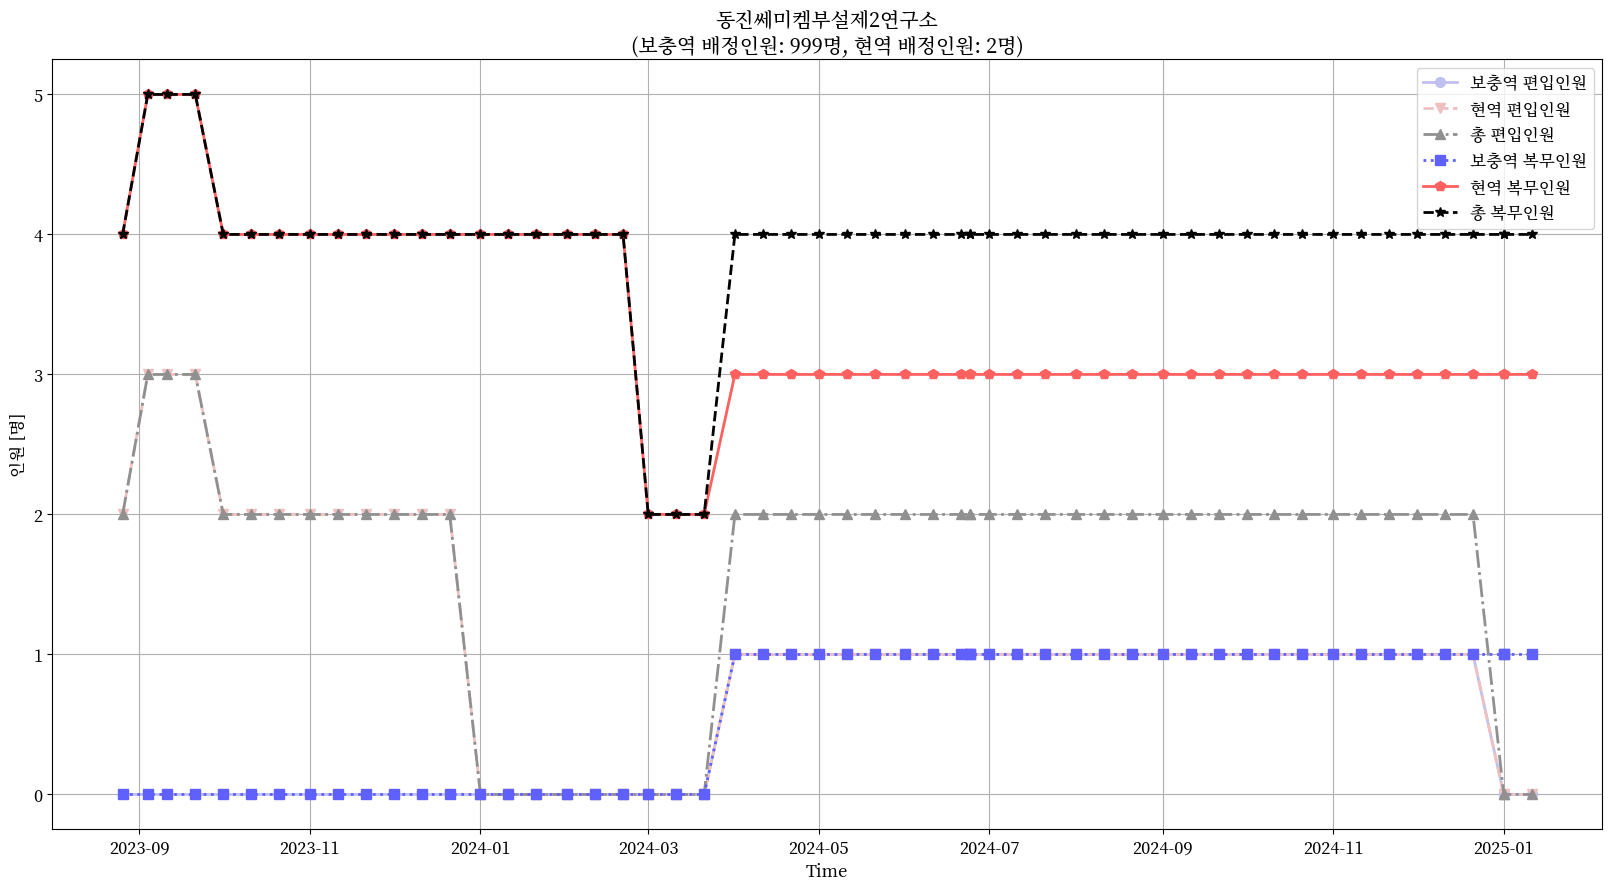 동진쎄미켐부설제2연구소
(보충역 배정인원: 999명, 현역 배정인원: 2명)
보충역 편입인원
현역 편입인원
총 편입인원
보충역 복무인원
현역 복무인원
총 복무인원
인원 [명]
5
4
3
2
1
0
2023-09
2023-11
2024-01
2024-03
2024-05
2024-07
2024-09
2024-11
2025-01
Time